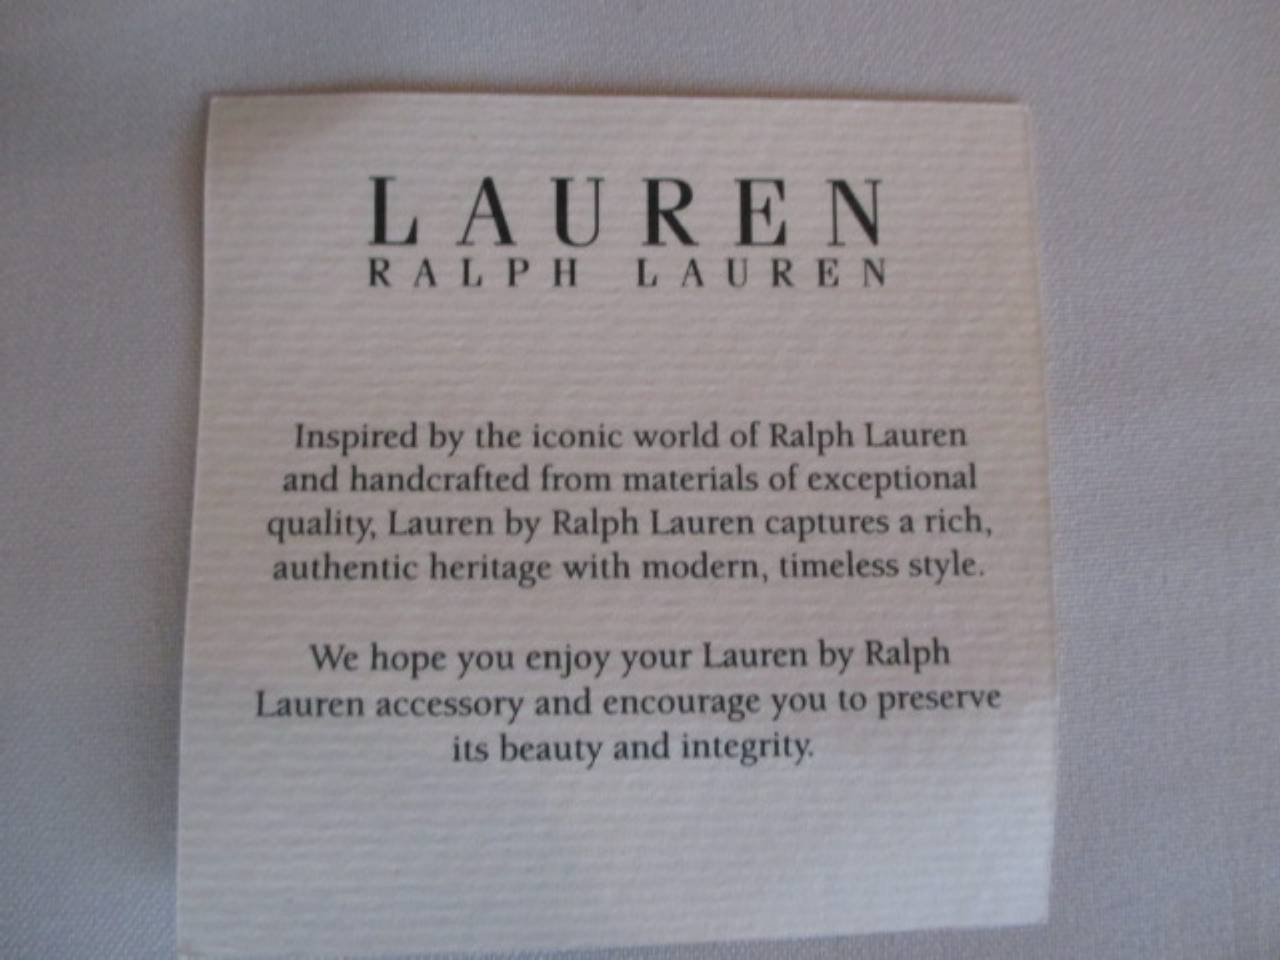 LAUREN
RALPH LAUREN
Inspired by the iconic world of Ralph Lauren
and handcrafted from materials of exceptional
quality, Lauren by Ralph Lauren captures a rich,
authentic heritage with modern, timeless style.
We hope you enjoy your Lauren by Ralph
Lauren accessory and encourage you to preserve
its beauty and integrity.